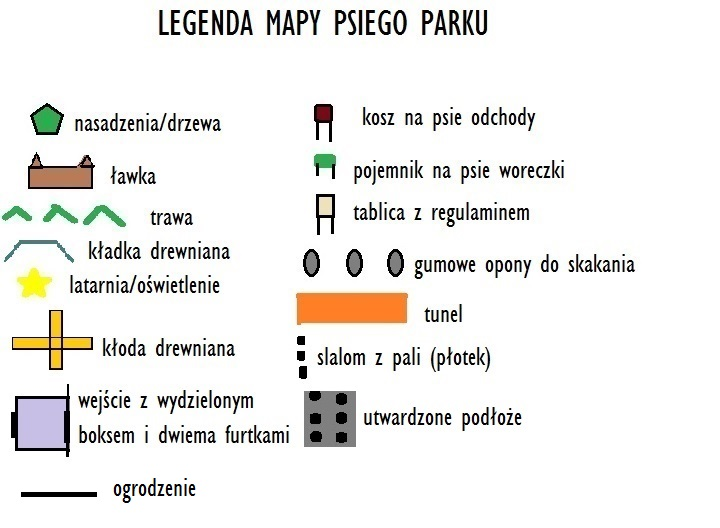 LEGENDA MAPY PSIEGO PARKU
nasadzenia/drzewa
ławka
trawa
kładka drewniana
latarnia/oświetlenie
kłoda drewniana
wejście z wydzielonym
boksem i dwiema furtkami
ogrodzenie
kosz na psie odchody
pojemnik na psie woreczki
tablica z regulaminem
gumowe opony do skakania
tunel
slalom z pali (płotek)
utwardzone podłoże